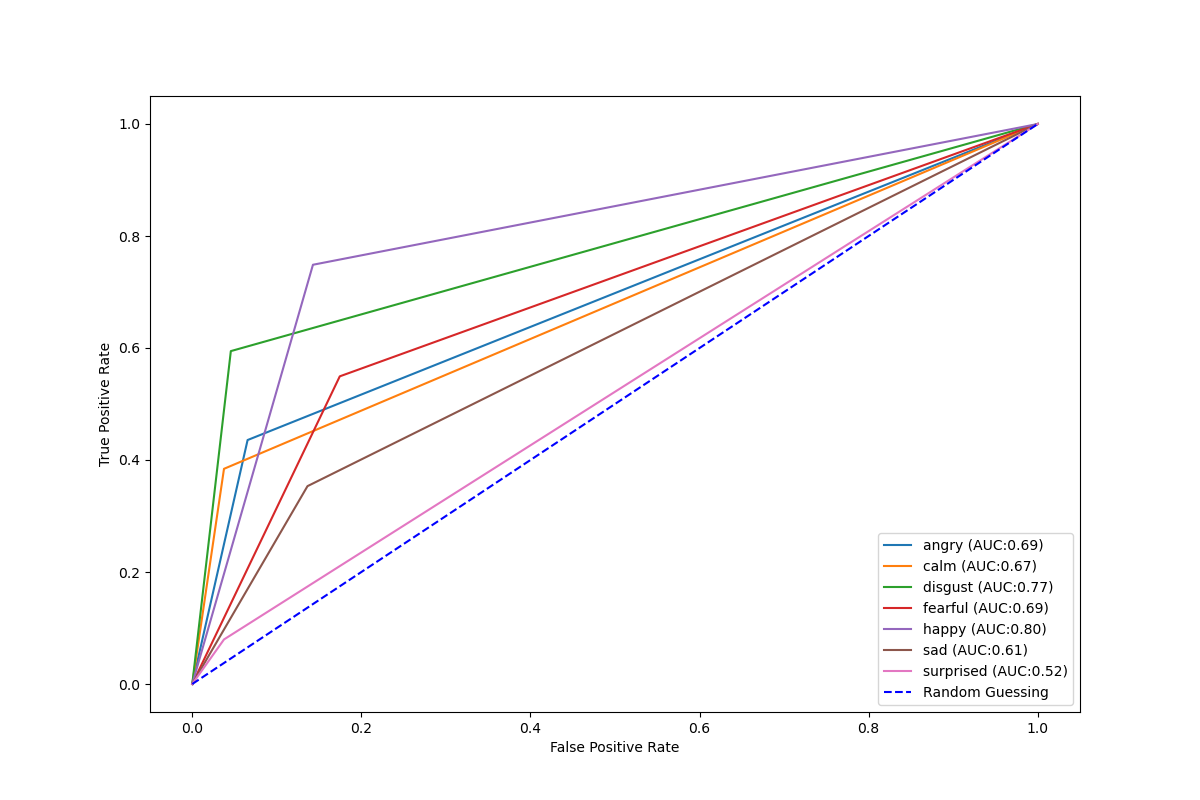 1.0
0.8
0.6
0.4
0.2
0.0
True Positive Rate
0.0 0.2 0.4 0.6 0.8 1.0
False Positive Rate
angry (AUC:0.69)
calm (AUC:0.67)
disgust (AUC:0.77)
fearful (AUC:0.69)
happy (AUC:0.80)
sad (AUC:0.61)
surprised (AUC:0.52)
Random Guessing